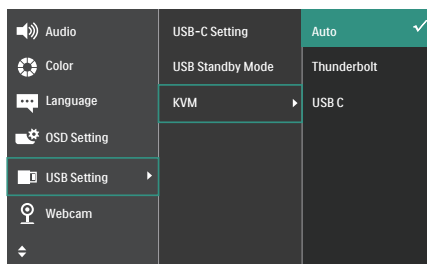 Audio
Color
Language
OSD Setting
USB Setting
Webcam
USB-C Setting
USB Standby Mode
KVM
Auto
Thunderbolt
USB C